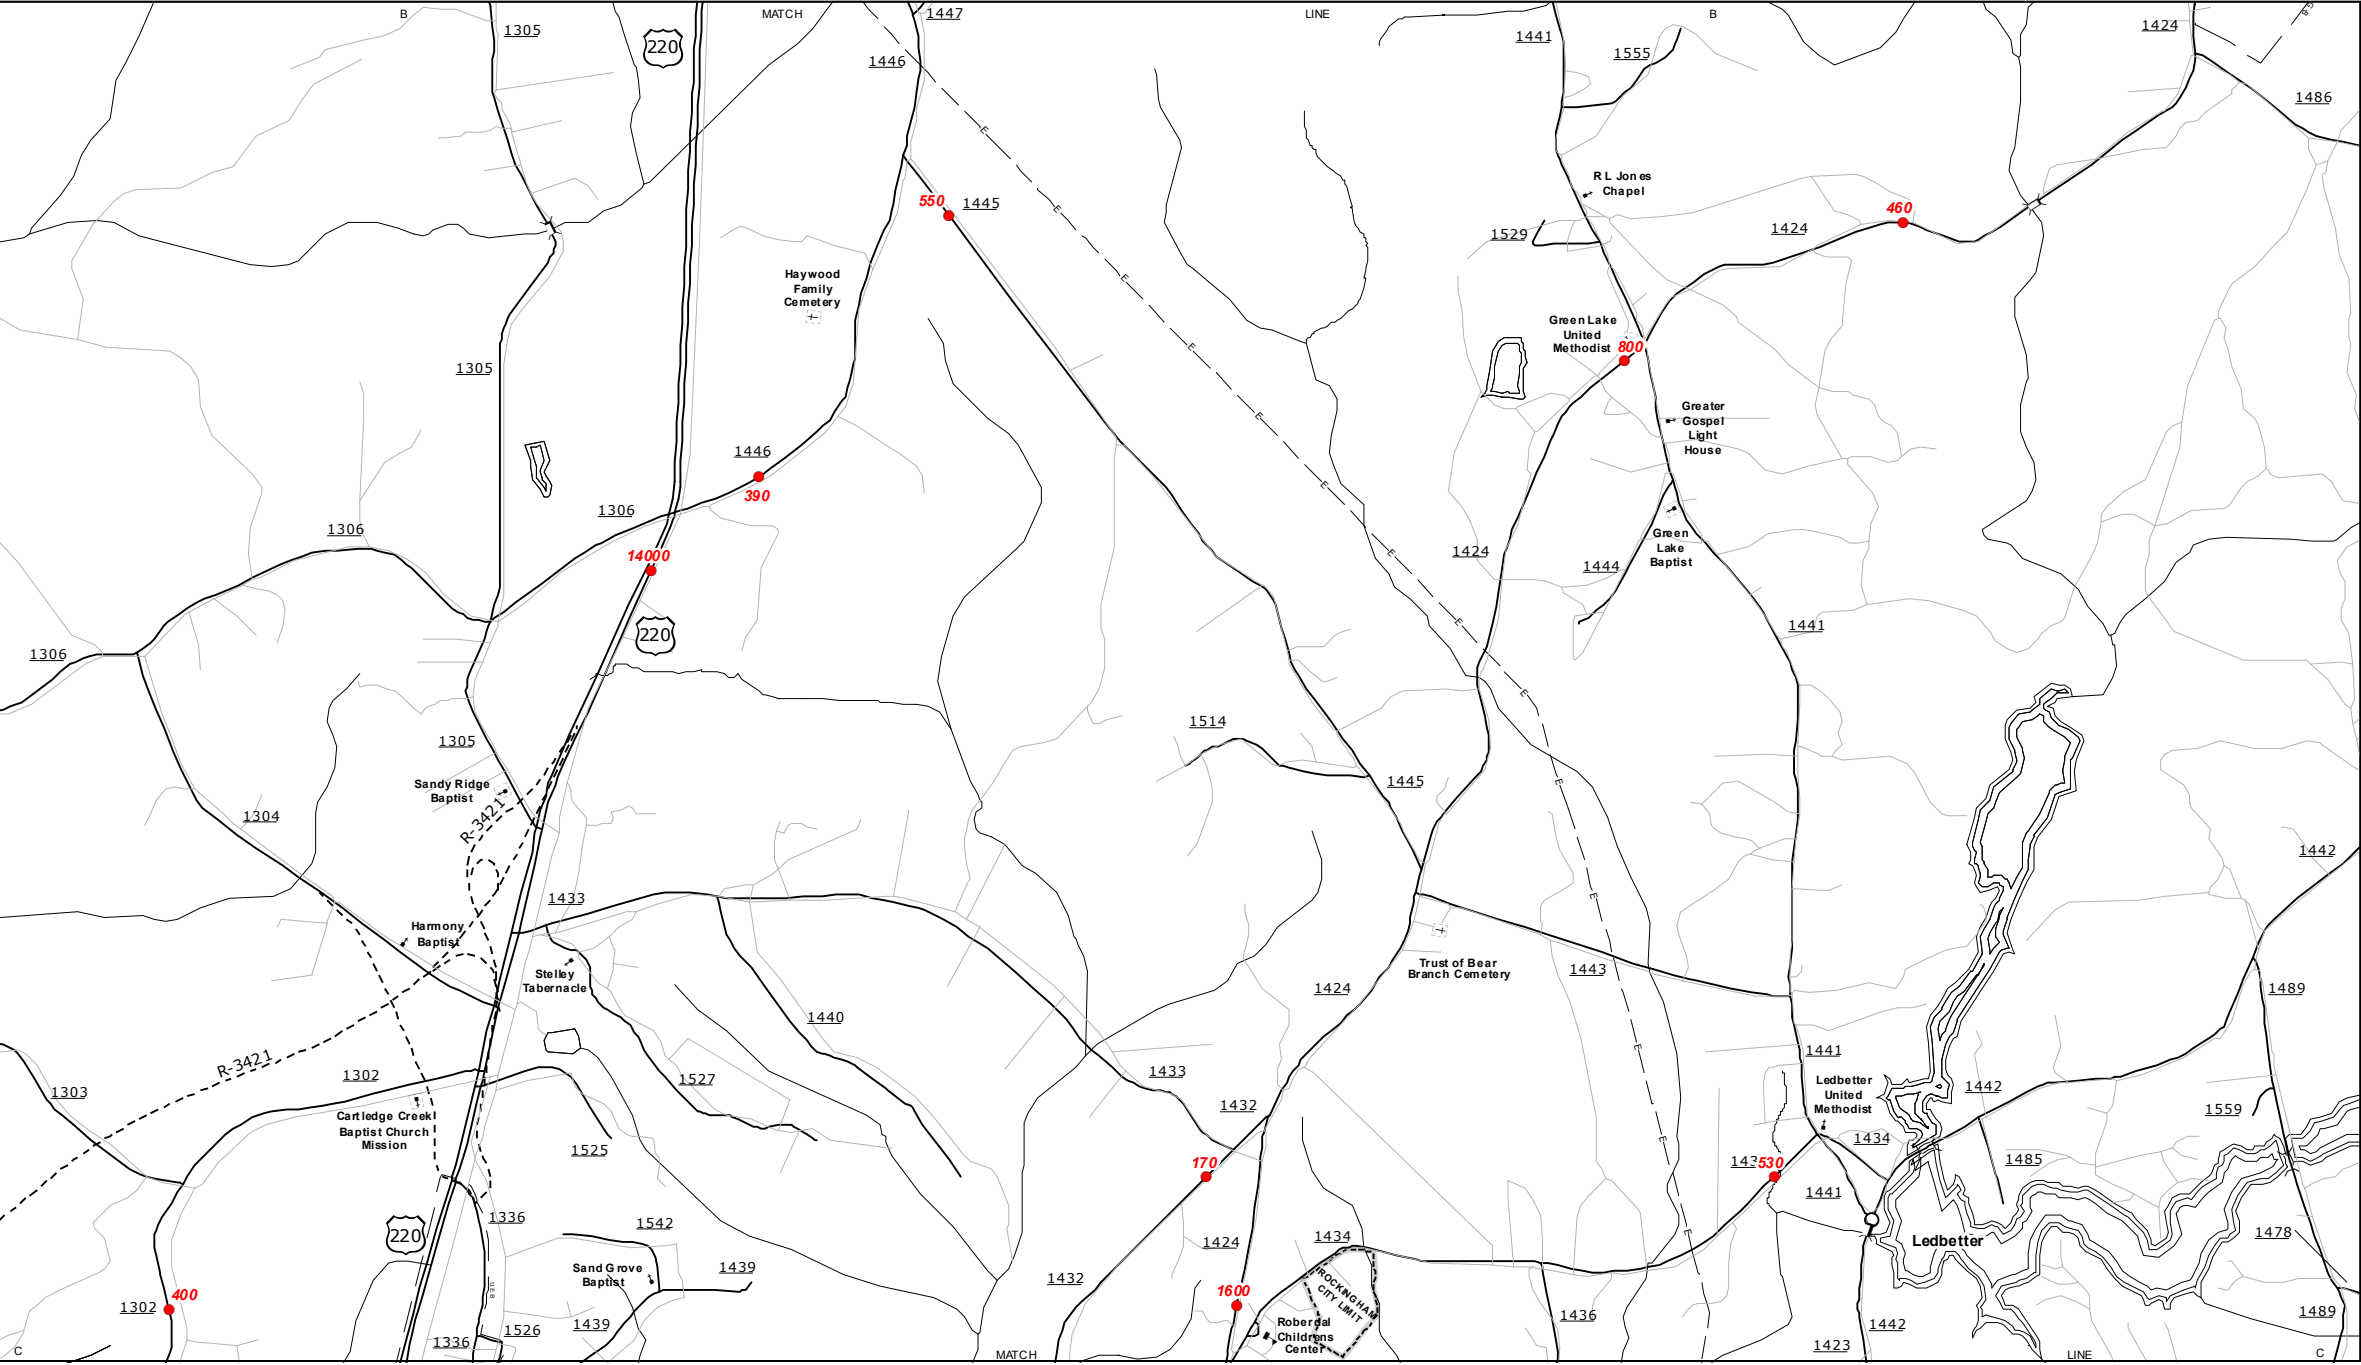 B
MATCH
LINE
B
1305
220
1447
1446
1441
1555
1424
1486
550
1445
R L Jones
Chapel
460
1424
1529
Haywood
Family
Cemetery
Green Lake
United
Methodist
800
1305
Greater
Gospel
Light
House
1446
390
1306
1306
14000
1424
1444
Green
Lake
Baptist
220
1441
1306
1514
1305
Sandy Ridge
Baptist
R-3421
1445
1304
1442
1433
Harmony
Baptist
Stelley
Tabernacle
Trust of Bear
Branch Cemetery
1443
1424
1489
1440
R-3421
1302
1303
1527
1433
1441
Ledbetter
United
Methodist
1442
1432
1559
Cartledge Creek
Baptist Church
Mission
1525
1434
170
143
530
1485
1441
220
1336
1542
1424
1434
Ledbetter
1478
Sand Grove
Baptist
1439
1432
ROCKINGHAM
CITY LIMIT
1600
400
1302
1336
1526
1439
Roberdal
Childrens
Center
1436
1442
1423
1489
C
MATCH
LINE
C